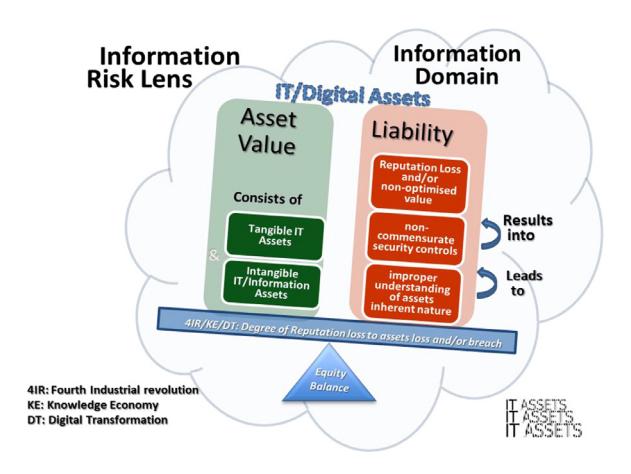 Information
Risk Lens
Information
Domain
IT/Digital Assets
Asset
Value
Consists of
Tangible IT
Assets
&
Intangible
IT/Information
Assets
Liability
Reputation Loss
and/or
non-optimised
value
non-
commensurate
security controls
improper
understanding
of assets
inherent nature
Results
into
Leads
to
4IR/KE/DT: Degree of Reputation loss to assets loss and/or breach
Equity
Balance
4IR: Fourth Industrial revolution
KE: Knowledge Economy
DT: Digital Transformation
IT ASSETS
IT ASSETS
IT ASSETS